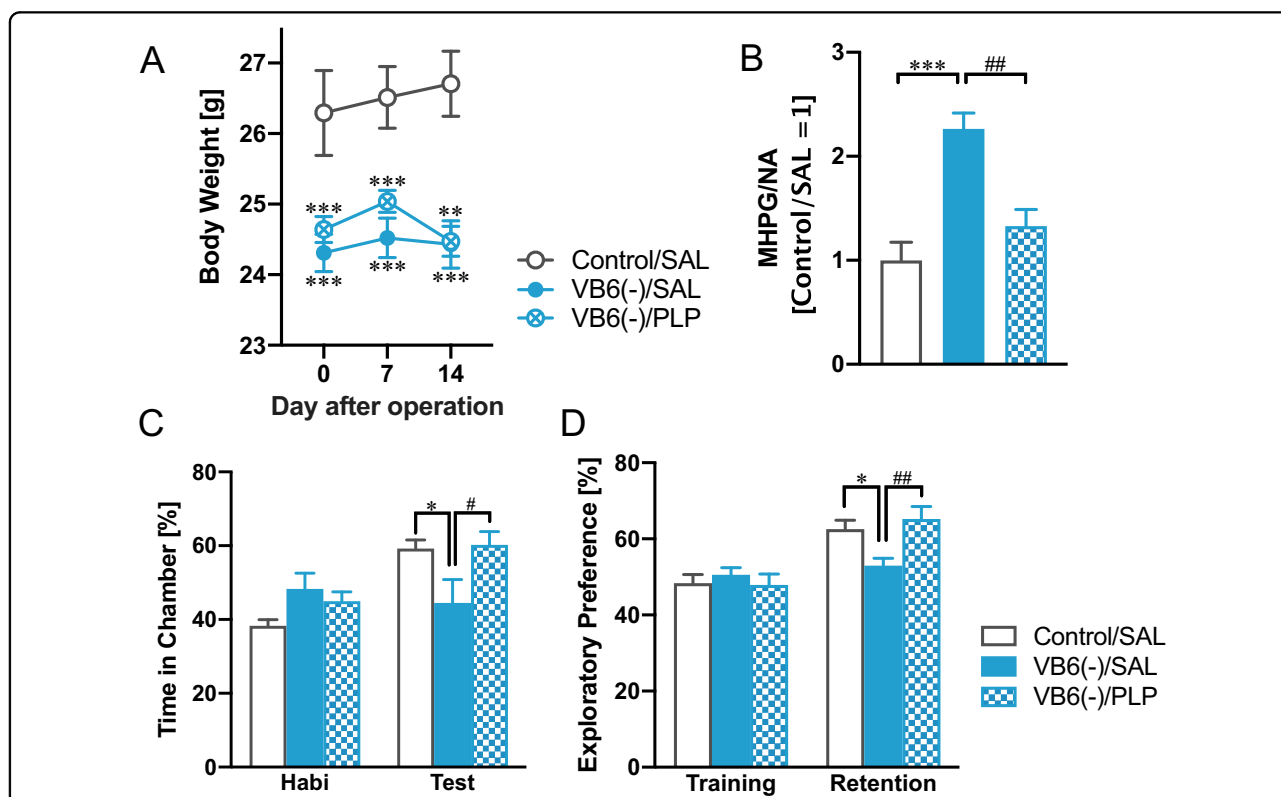 A
Body Weight [g]
27
26
25
24
23
***
***
**
***
***
***
0 7 14
Day after operation
Control/SAL
VB6(-)/SAL
VB6(-)/PLP
B
MHPG/NA
[Control/SAL = 1]
3
2
1
0
*** ##
C
Time in Chamber [%]
80
60
40
20
0
* #
Habi Test
D
Exploratory Preference [%]
80
60
40
20
0
* ##
Training Retention
Control/SAL
VB6(-)/SAL
VB6(-)/PLP